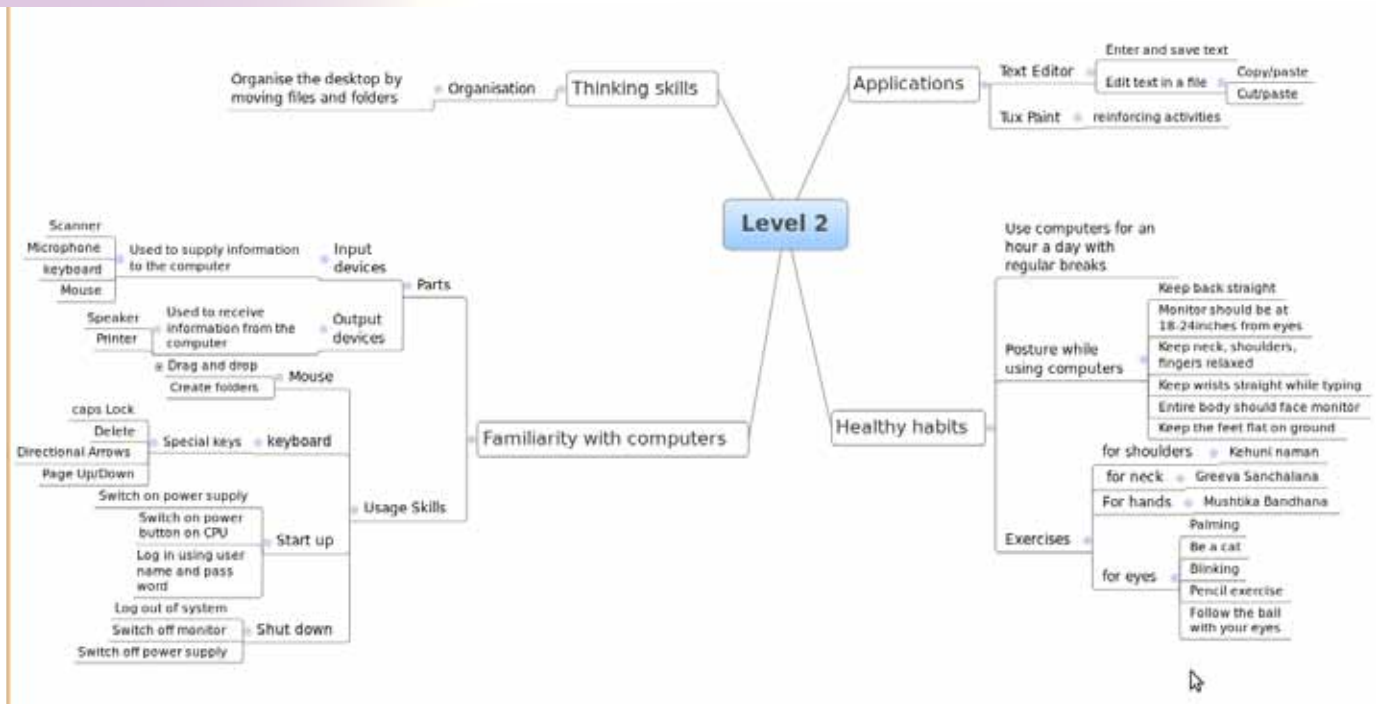 Level 2
Thinking skills
Organisation
Organise the desktop by
moving files and folders
Applications
Text Editor
Enter and save text
Edit text in a file
Copy/paste
Cut/paste
Tux Paint
reinforcing activities
Familiarity with computers
Parts
Input
devices
Used to supply information
to the computer
Scanner
Microphone
keyboard
Mouse
Output
devices
Used to receive
information from the
computer
Speaker
Printer
Usage Skills
Mouse
Drag and drop
Create folders
keyboard
Special keys
caps Lock
Delete
Directional Arrows
Page Up/Down
Start up
Switch on power supply
Switch on power
button on CPU
Log in using user
name and pass
word
Shut down
Log out of system
Switch off monitor
Switch off power supply
Healthy habits
Use computers for an
hour a day with
regular breaks
Posture while
using computers
Keep back straight
Monitor should be at
18-24inches from eyes
Keep neck, shoulders,
fingers relaxed
Keep wrists straight while typing
Entire body should face monitor
Keep the feet flat on ground
Exercises
for shoulders
Kehuni naman
for neck
Greeva Sanchalana
For hands
Mushtika Bandhana
for eyes
Palming
Be a cat
Blinking
Pencil exercise
Follow the ball
with your eyes